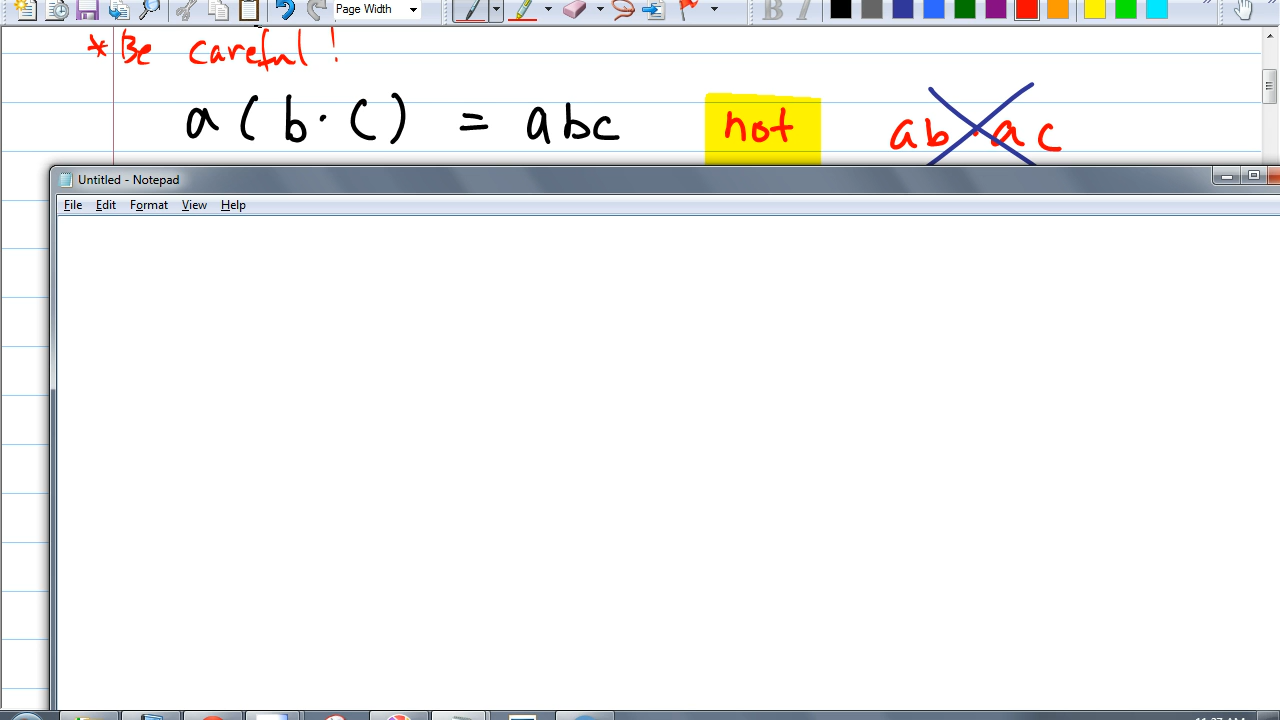 Page Width
B I
*Be careful!
a(b·c) = abc not ab·ac
Untitled - Notepad
File Edit Format View Help